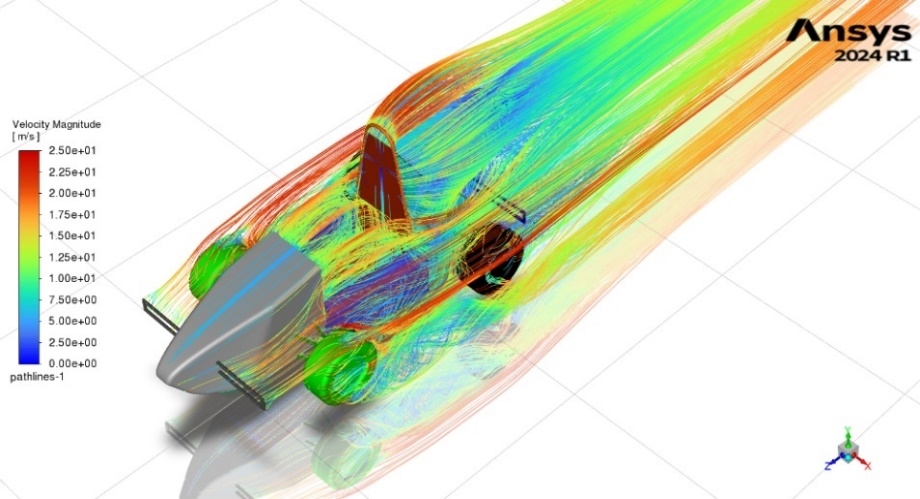 Ansys
2024 R1
Velocity Magnitude
[ m/s ]
2.50e+01
2.25e+01
2.00e+01
1.75e+01
1.50e+01
1.25e+01
1.00e+01
7.50e+00
5.00e+00
2.50e+00
0.00e+00
pathlines-1
Y
Z
X